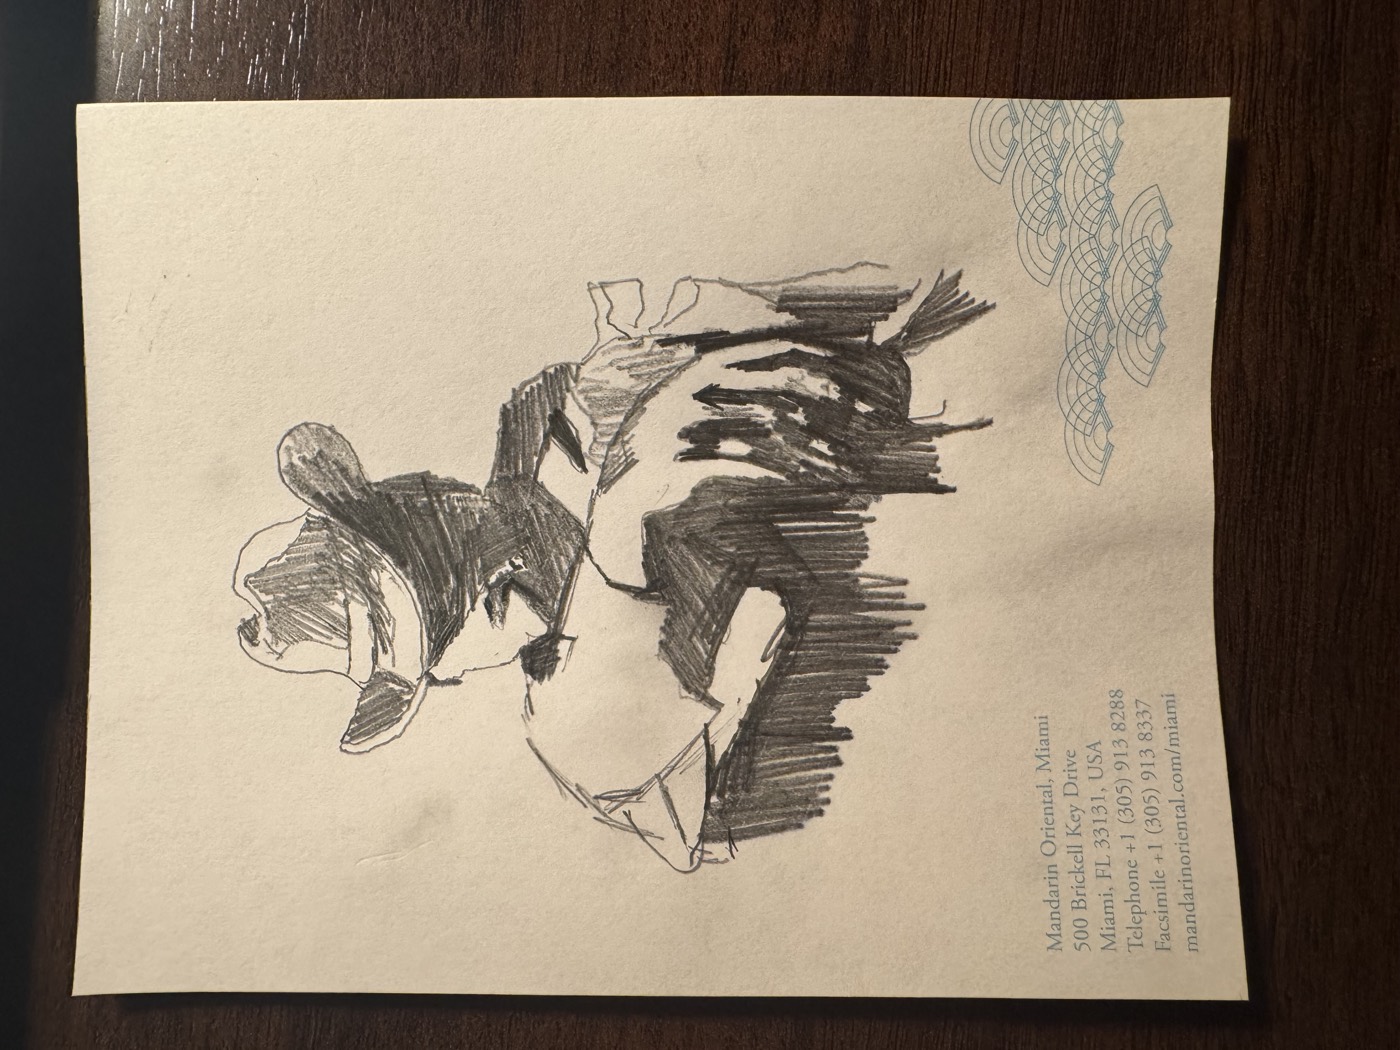 Mandarin Oriental, Miami
500 Brickell Key Drive
Miami, FL 33131, USA
Telephone +1 (305) 913 8288
Facsimile +1 (305) 913 8337
mandarinoriental.com/miami